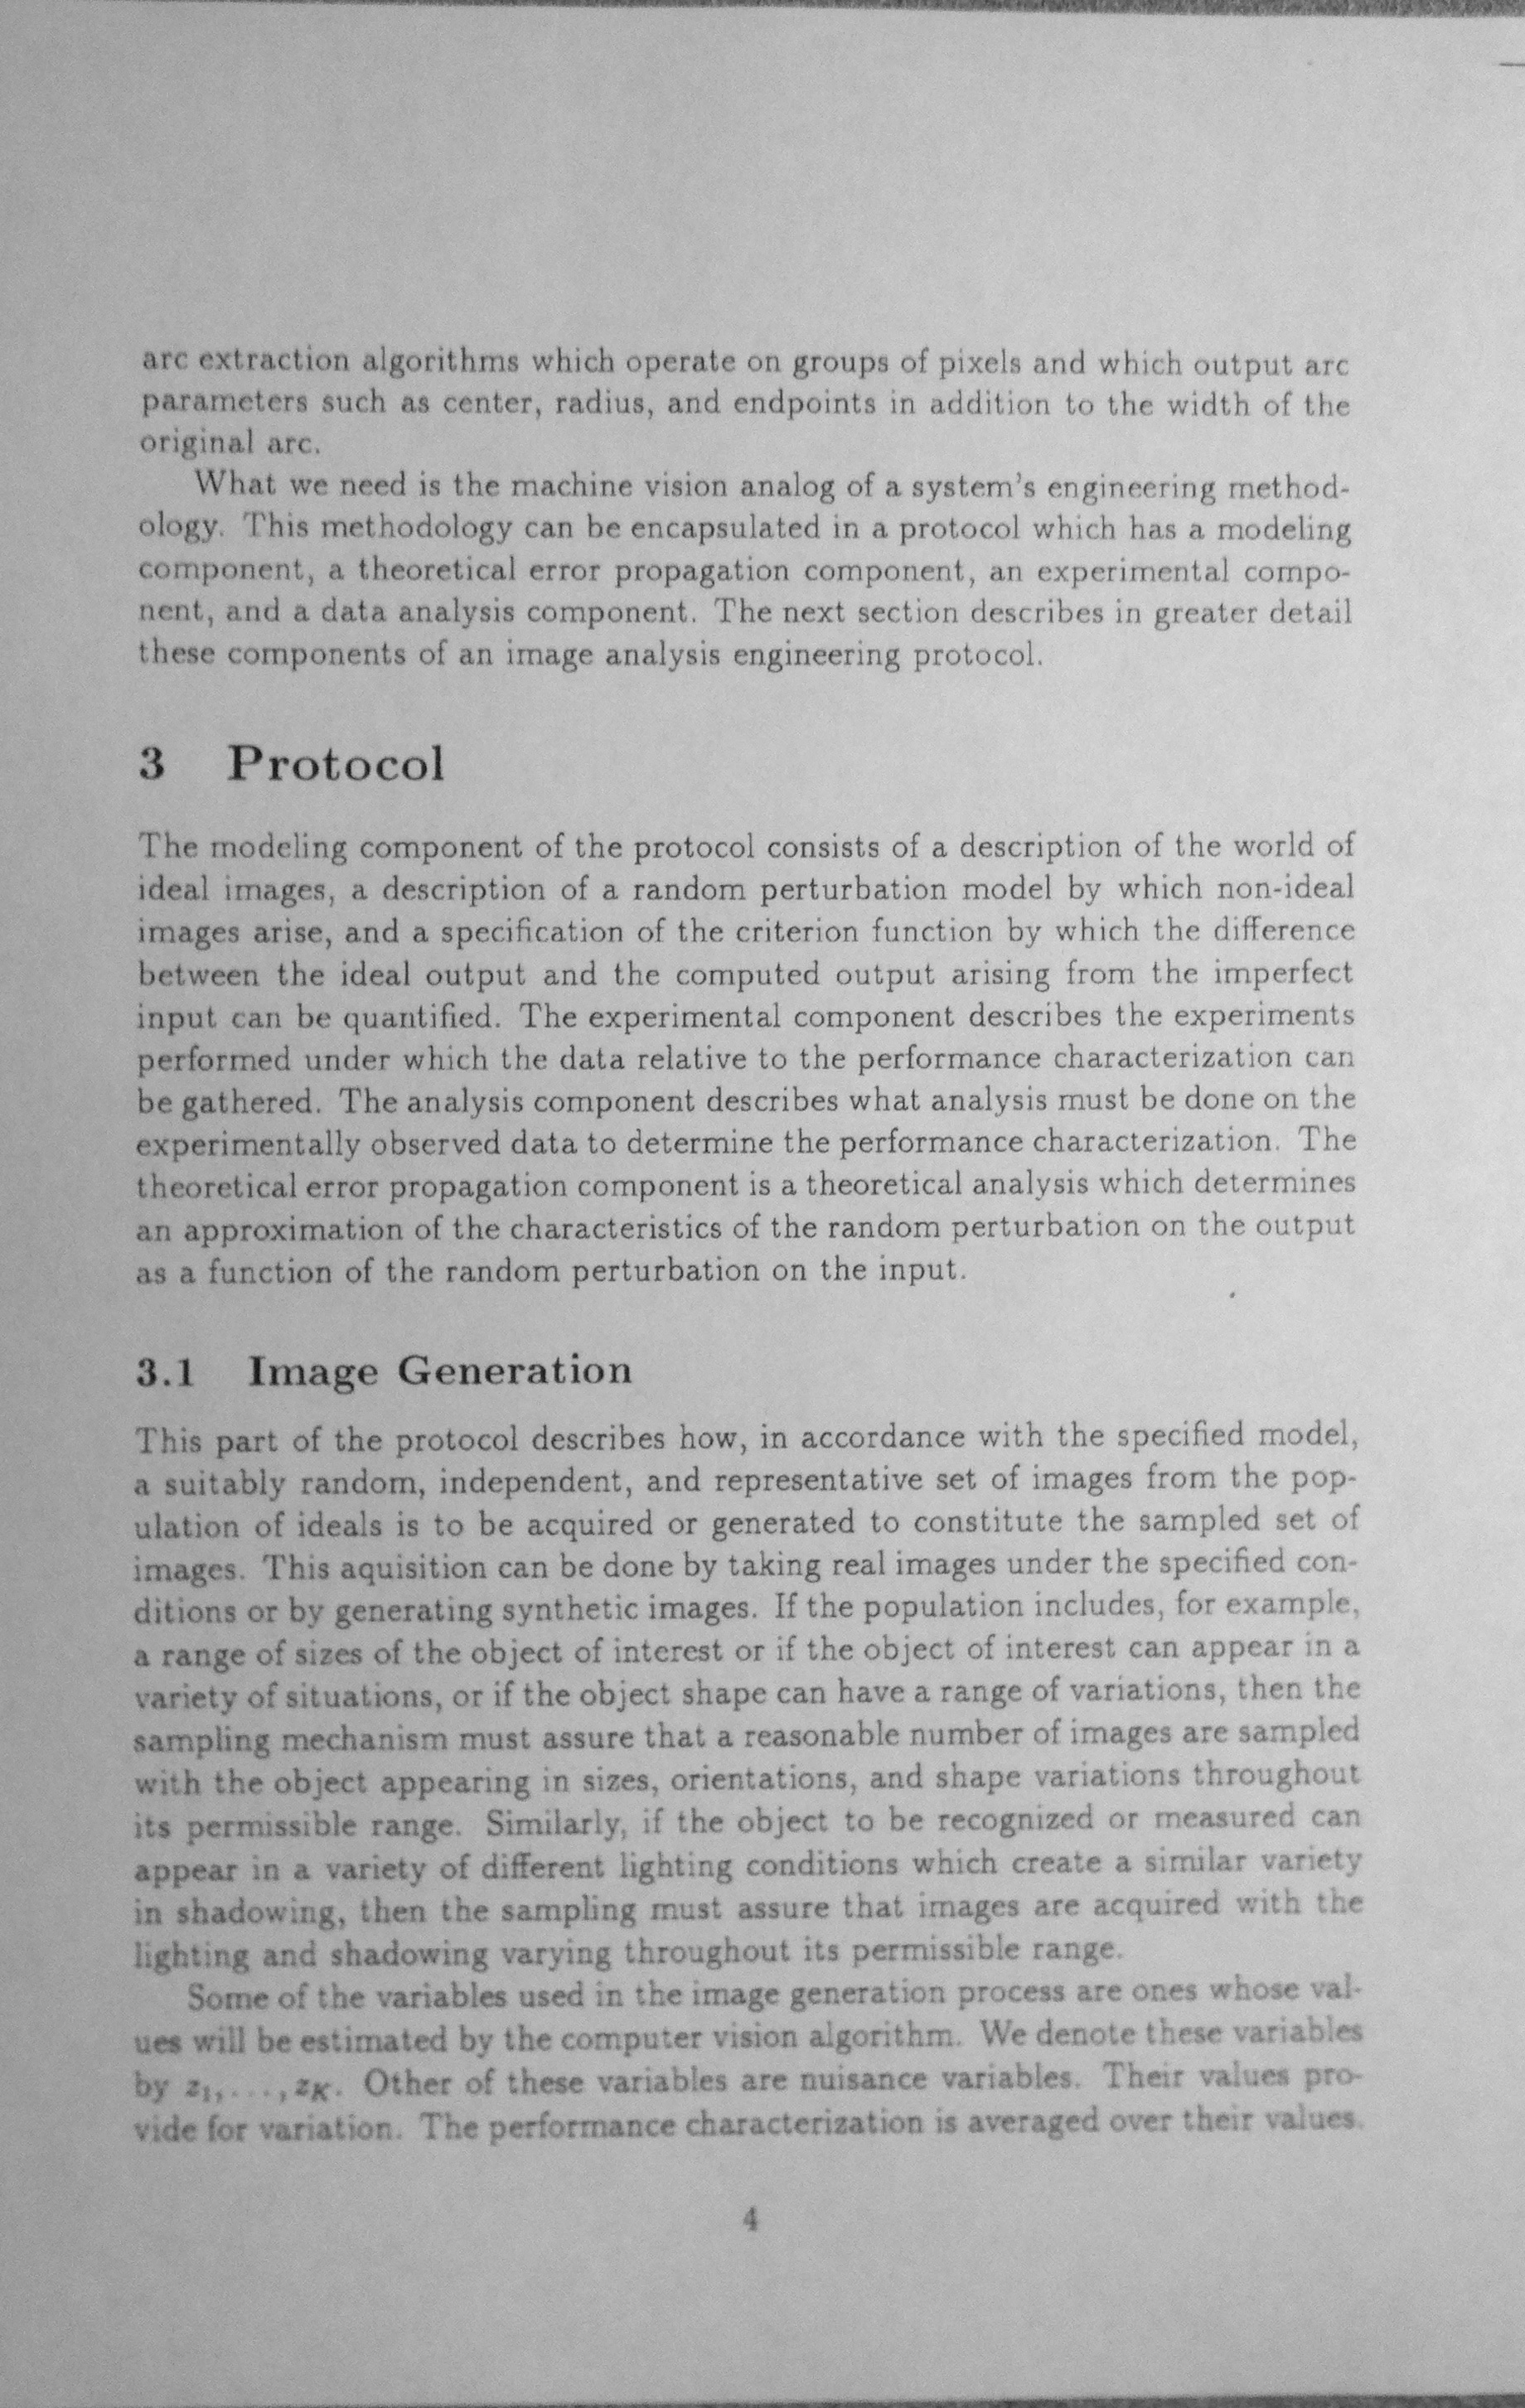 arc extraction algorithms which operate on groups of pixels and which output arc
parameters such as center, radius, and endpoints in addition to the width of the
original arc.
What we need is the machine vision analog of a system's engineering method-
ology. This methodology can be encapsulated in a protocol which has a modeling
component, a theoretical error propagation component, an experimental compo-
nent, and a data analysis component. The next section describes in greater detail
these components of an image analysis engineering protocol.
3 Protocol
The modeling component of the protocol consists of a description of the world of
ideal images, a description of a random perturbation model by which non-ideal
images arise, and a specification of the criterion function by which the difference
between the ideal output and the computed output arising from the imperfect
input can be quantified. The experimental component describes the experiments
performed under which the data relative to the performance characterization can
be gathered. The analysis component describes what analysis must be done on the
experimentally observed data to determine the performance characterization. The
theoretical error propagation component is a theoretical analysis which determines
an approximation of the characteristics of the random perturbation on the output
as a function of the random perturbation on the input.
3.1 Image Generation
This part of the protocol describes how, in accordance with the specified model,
a suitably random, independent, and representative set of images from the pop-
ulation of ideals is to be acquired or generated to constitute the sampled set of
images. This aquisition can be done by taking real images under the specified con-
ditions or by generating synthetic images. If the population includes, for example,
a range of sizes of the object of interest or if the object of interest can appear in a
variety of situations, or if the object shape can have a range of variations, then the
sampling mechanism must assure that a reasonable number of images are sampled
with the object appearing in sizes, orientations, and shape variations throughout
its permissible range. Similarly, if the object to be recognized or measured can
appear in a variety of different lighting conditions which create a similar variety
in shadowing, then the sampling must assure that images are acquired with the
lighting and shadowing varying throughout its permissible range.
Some of the variables used in the image generation process are ones whose val-
ues will be estimated by the computer vision algorithm. We denote these variables
by z₁, . . . , z_K. Other of these variables are nuisance variables. Their values pro-
vide for variation. The performance characterization is averaged over their values.
4